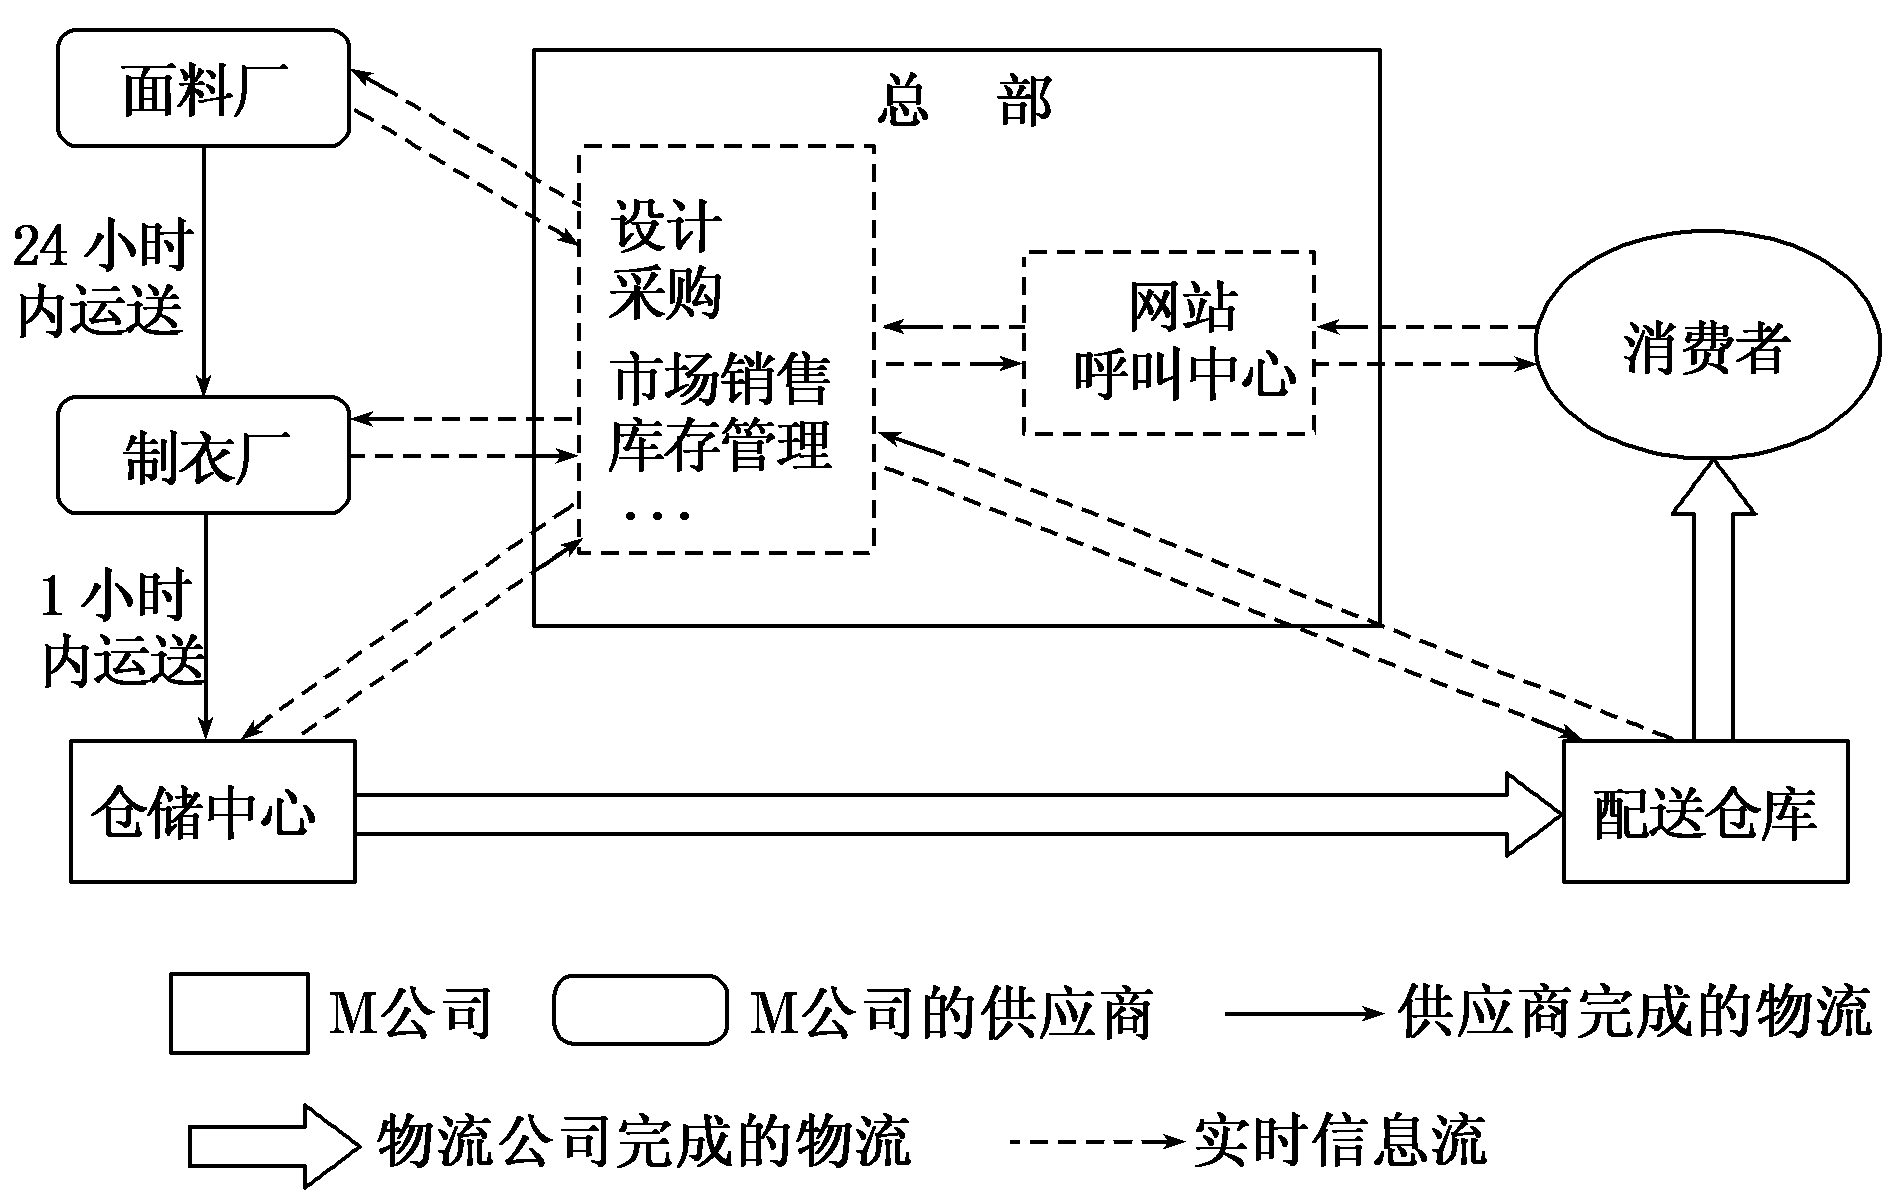 面料厂
总 部
24 小时
内运送
设计
采购
市场销售
库存管理
...
网站
呼叫中心
消费者
制衣厂
1 小时
内运送
仓储中心
配送仓库
M公司
M公司的供应商
供应商完成的物流
物流公司完成的物流
实时信息流